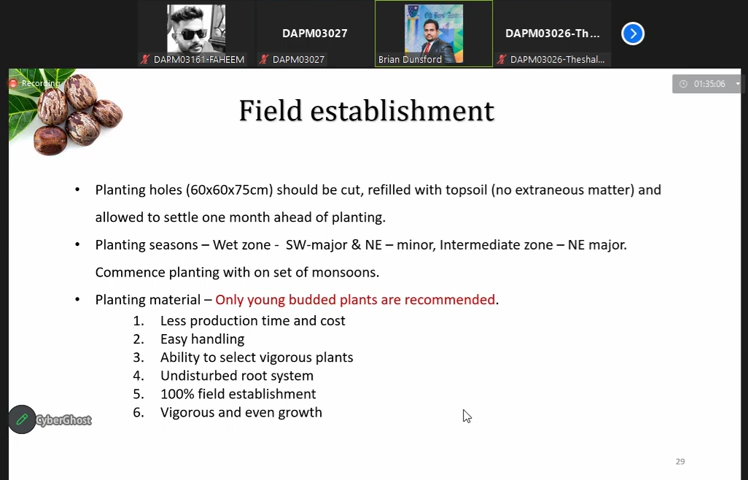 DAPM03027
DAPM03026-Th...
DARM03161-FAHEEM
DAPM03027
Brian Dunsford
DAPM03026-Theshal...
Recording
01:35:06
Field establishment
• Planting holes (60x60x75cm) should be cut, refilled with topsoil (no extraneous matter) and
allowed to settle one month ahead of planting.
• Planting seasons – Wet zone - SW-major & NE – minor, Intermediate zone – NE major.
Commence planting with on set of monsoons.
• Planting material – Only young budded plants are recommended.
1. Less production time and cost
2. Easy handling
3. Ability to select vigorous plants
4. Undisturbed root system
5. 100% field establishment
6. Vigorous and even growth
CyberGhost
29